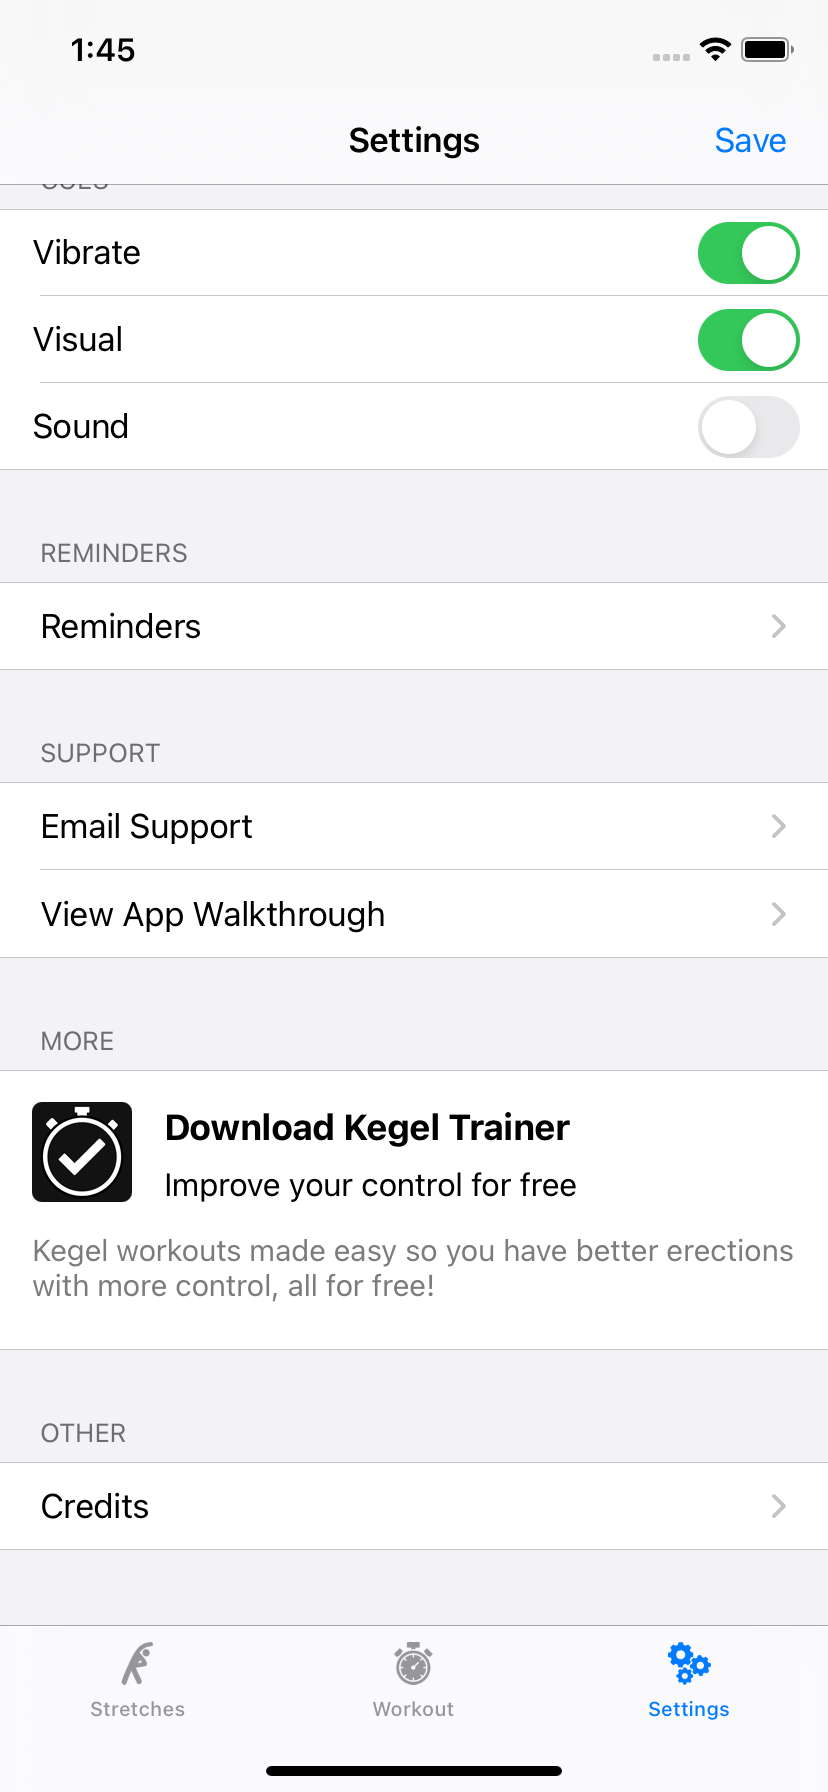 1:45
Settings
Save
Vibrate
Visual
Sound
REMINDERS
Reminders
SUPPORT
Email Support
View App Walkthrough
MORE
Download Kegel Trainer
Improve your control for free
Kegel workouts made easy so you have better erections
with more control, all for free!
OTHER
Credits
Stretches
Workout
Settings